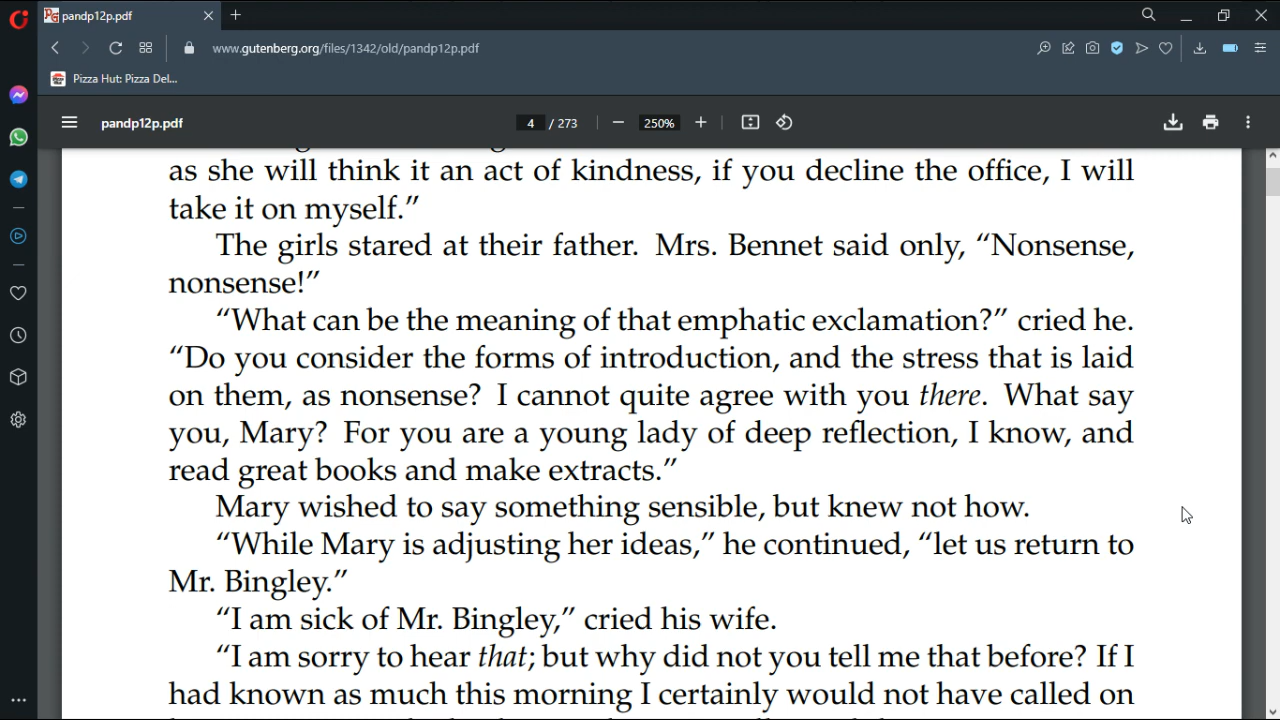 pandp12p.pdf
www.gutenberg.org/files/1342/old/pandp12p.pdf
Pizza Hut: Pizza Del...
pandp12p.pdf
4 / 273
250%
as she will think it an act of kindness, if you decline the office, I will
take it on myself.”
The girls stared at their father. Mrs. Bennet said only, “Nonsense,
nonsense!”
“What can be the meaning of that emphatic exclamation?” cried he.
“Do you consider the forms of introduction, and the stress that is laid
on them, as nonsense? I cannot quite agree with you there. What say
you, Mary? For you are a young lady of deep reflection, I know, and
read great books and make extracts.”
Mary wished to say something sensible, but knew not how.
“While Mary is adjusting her ideas,” he continued, “let us return to
Mr. Bingley.”
“I am sick of Mr. Bingley,” cried his wife.
“I am sorry to hear that; but why did not you tell me that before? If I
had known as much this morning I certainly would not have called on